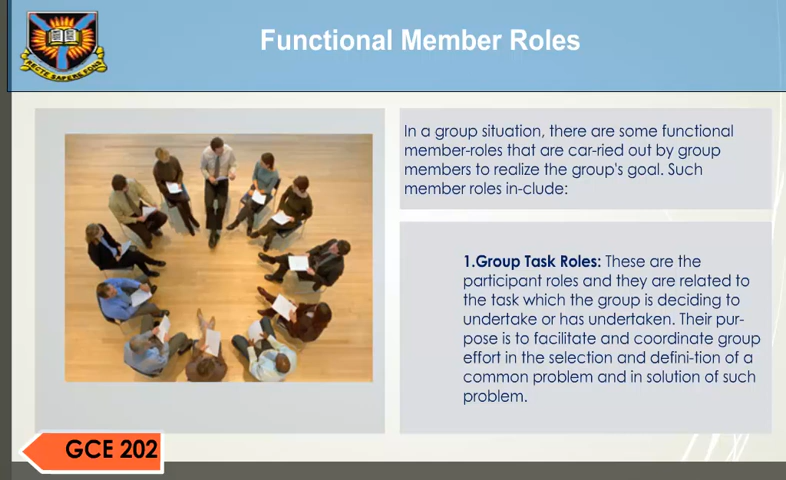 Functional Member Roles
RECTE SAPERE FONS
In a group situation, there are some functional
member-roles that are car-ried out by group
members to realize the group's goal. Such
member roles in-clude:
1.Group Task Roles: These are the
participant roles and they are related to
the task which the group is deciding to
undertake or has undertaken. Their pur-
pose is to facilitate and coordinate group
effort in the selection and defini-tion of a
common problem and in solution of such
problem.
GCE 202